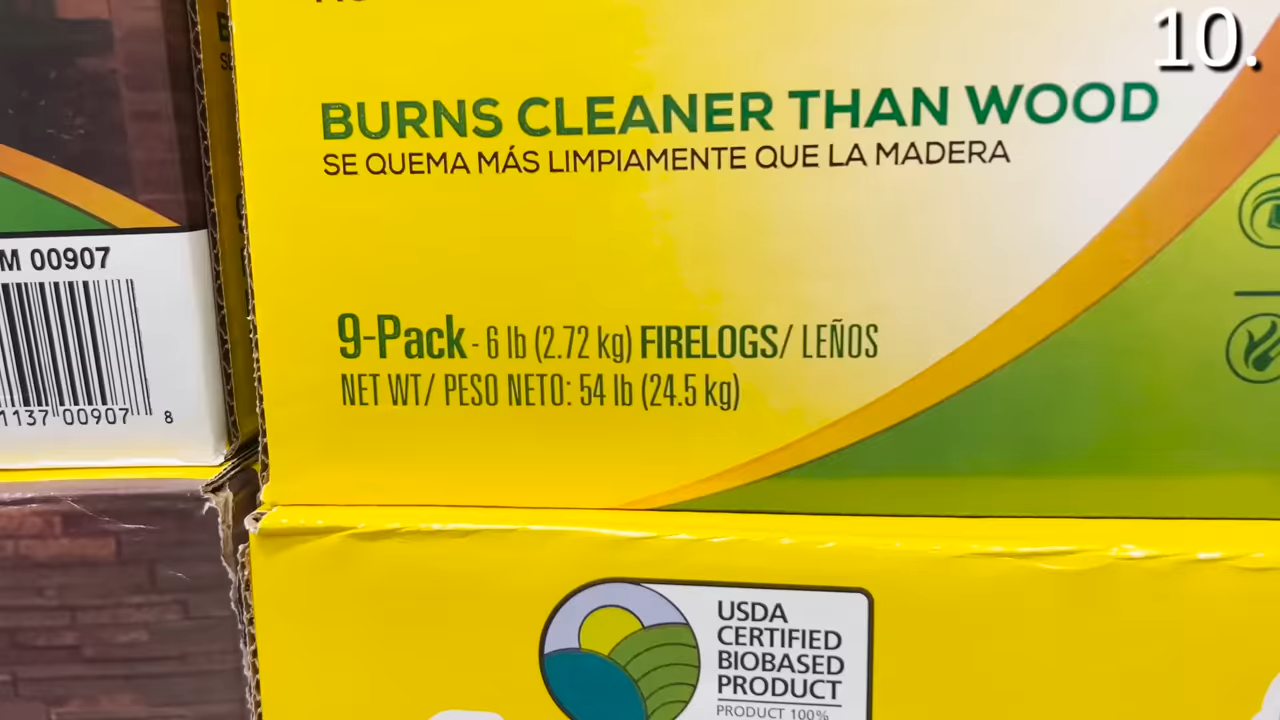 10.
BURNS CLEANER THAN WOOD
SE QUEMA MÁS LIMPIAMENTE QUE LA MADERA
M 00907
9-Pack - 6 lb (2.72 kg) FIRELOGS/ LEÑOS
NET WT/ PESO NETO: 54 lb (24.5 kg)
1137 00907 8
USDA
CERTIFIED
BIOBASED
PRODUCT
PRODUCT 100%